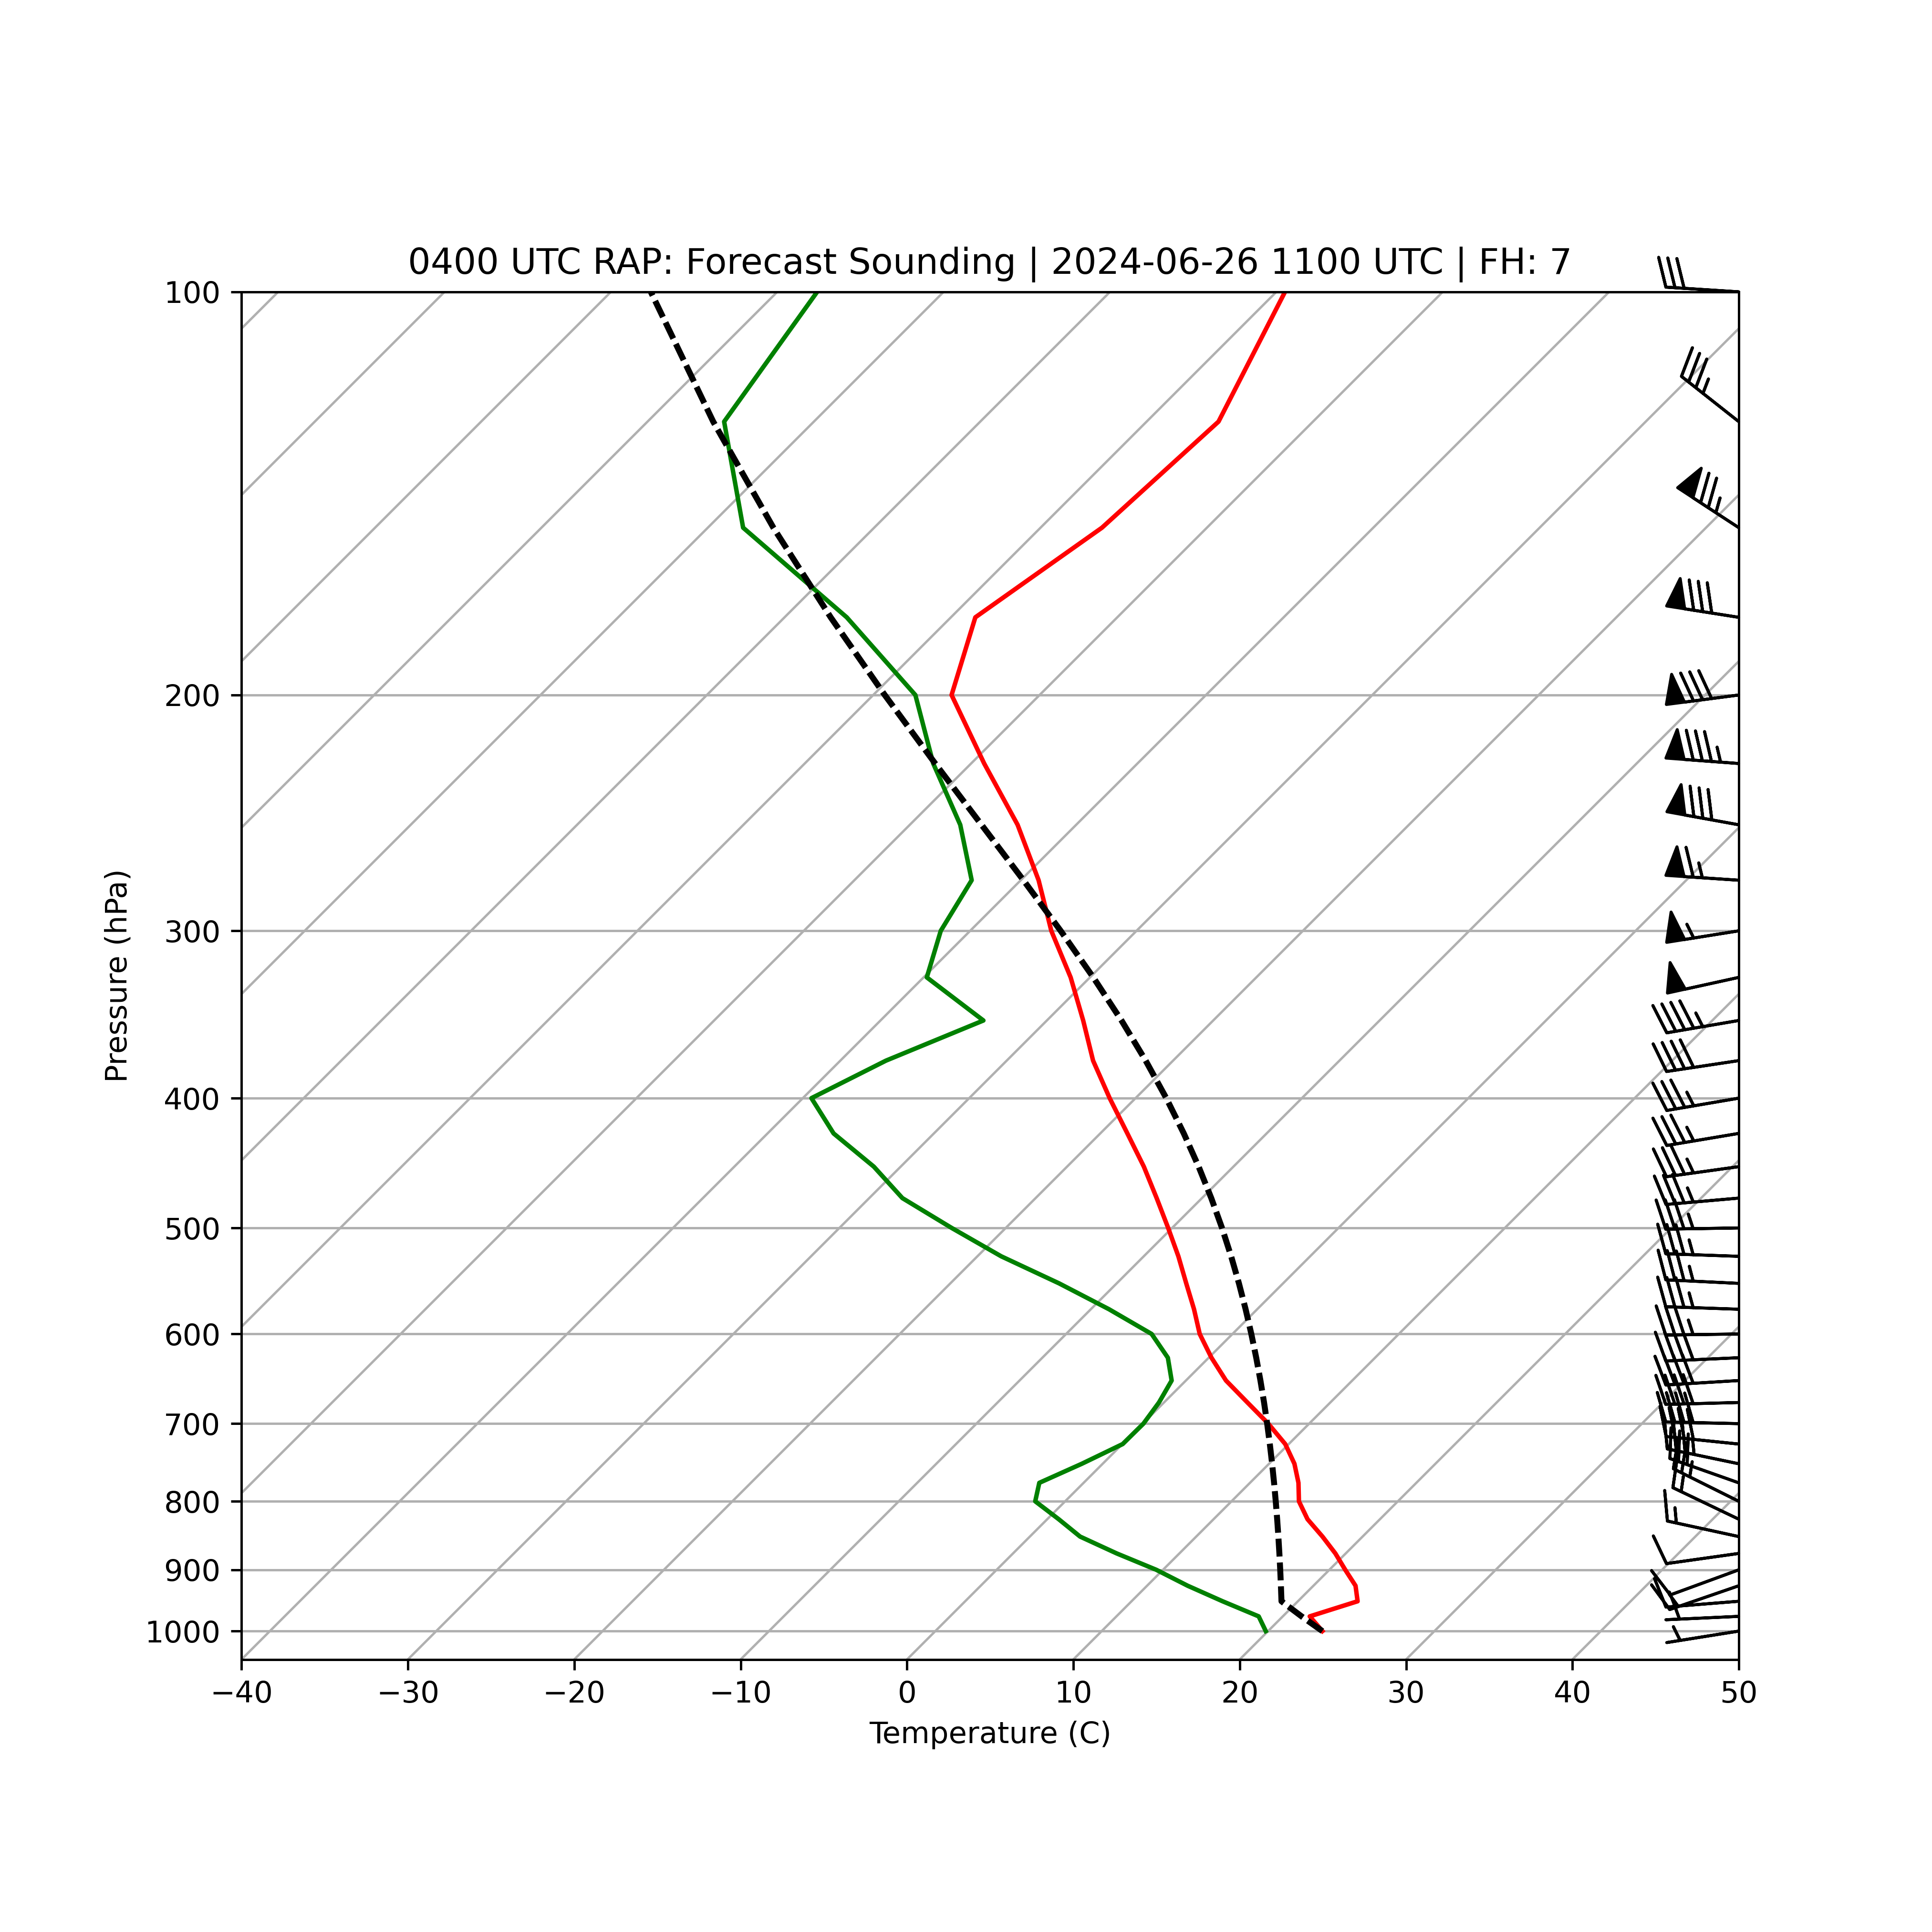 0400 UTC RAP: Forecast Sounding | 2024-06-26 1100 UTC | FH: 7
100
200
300
400
500
600
700
800
900
1000
Pressure (hPa)
−40 −30 −20 −10 0 10 20 30 40 50
Temperature (C)